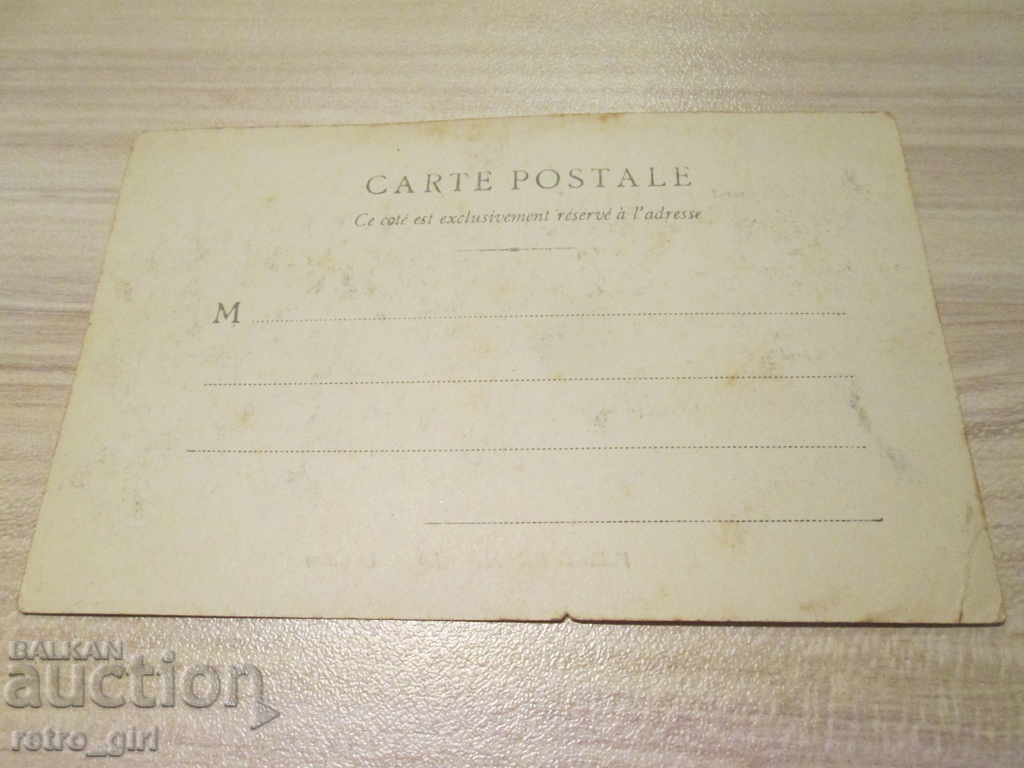 CARTE POSTALE
Ce coté est exclusivement réservé à l'adresse
M
BALKAN
auction
retro_girl